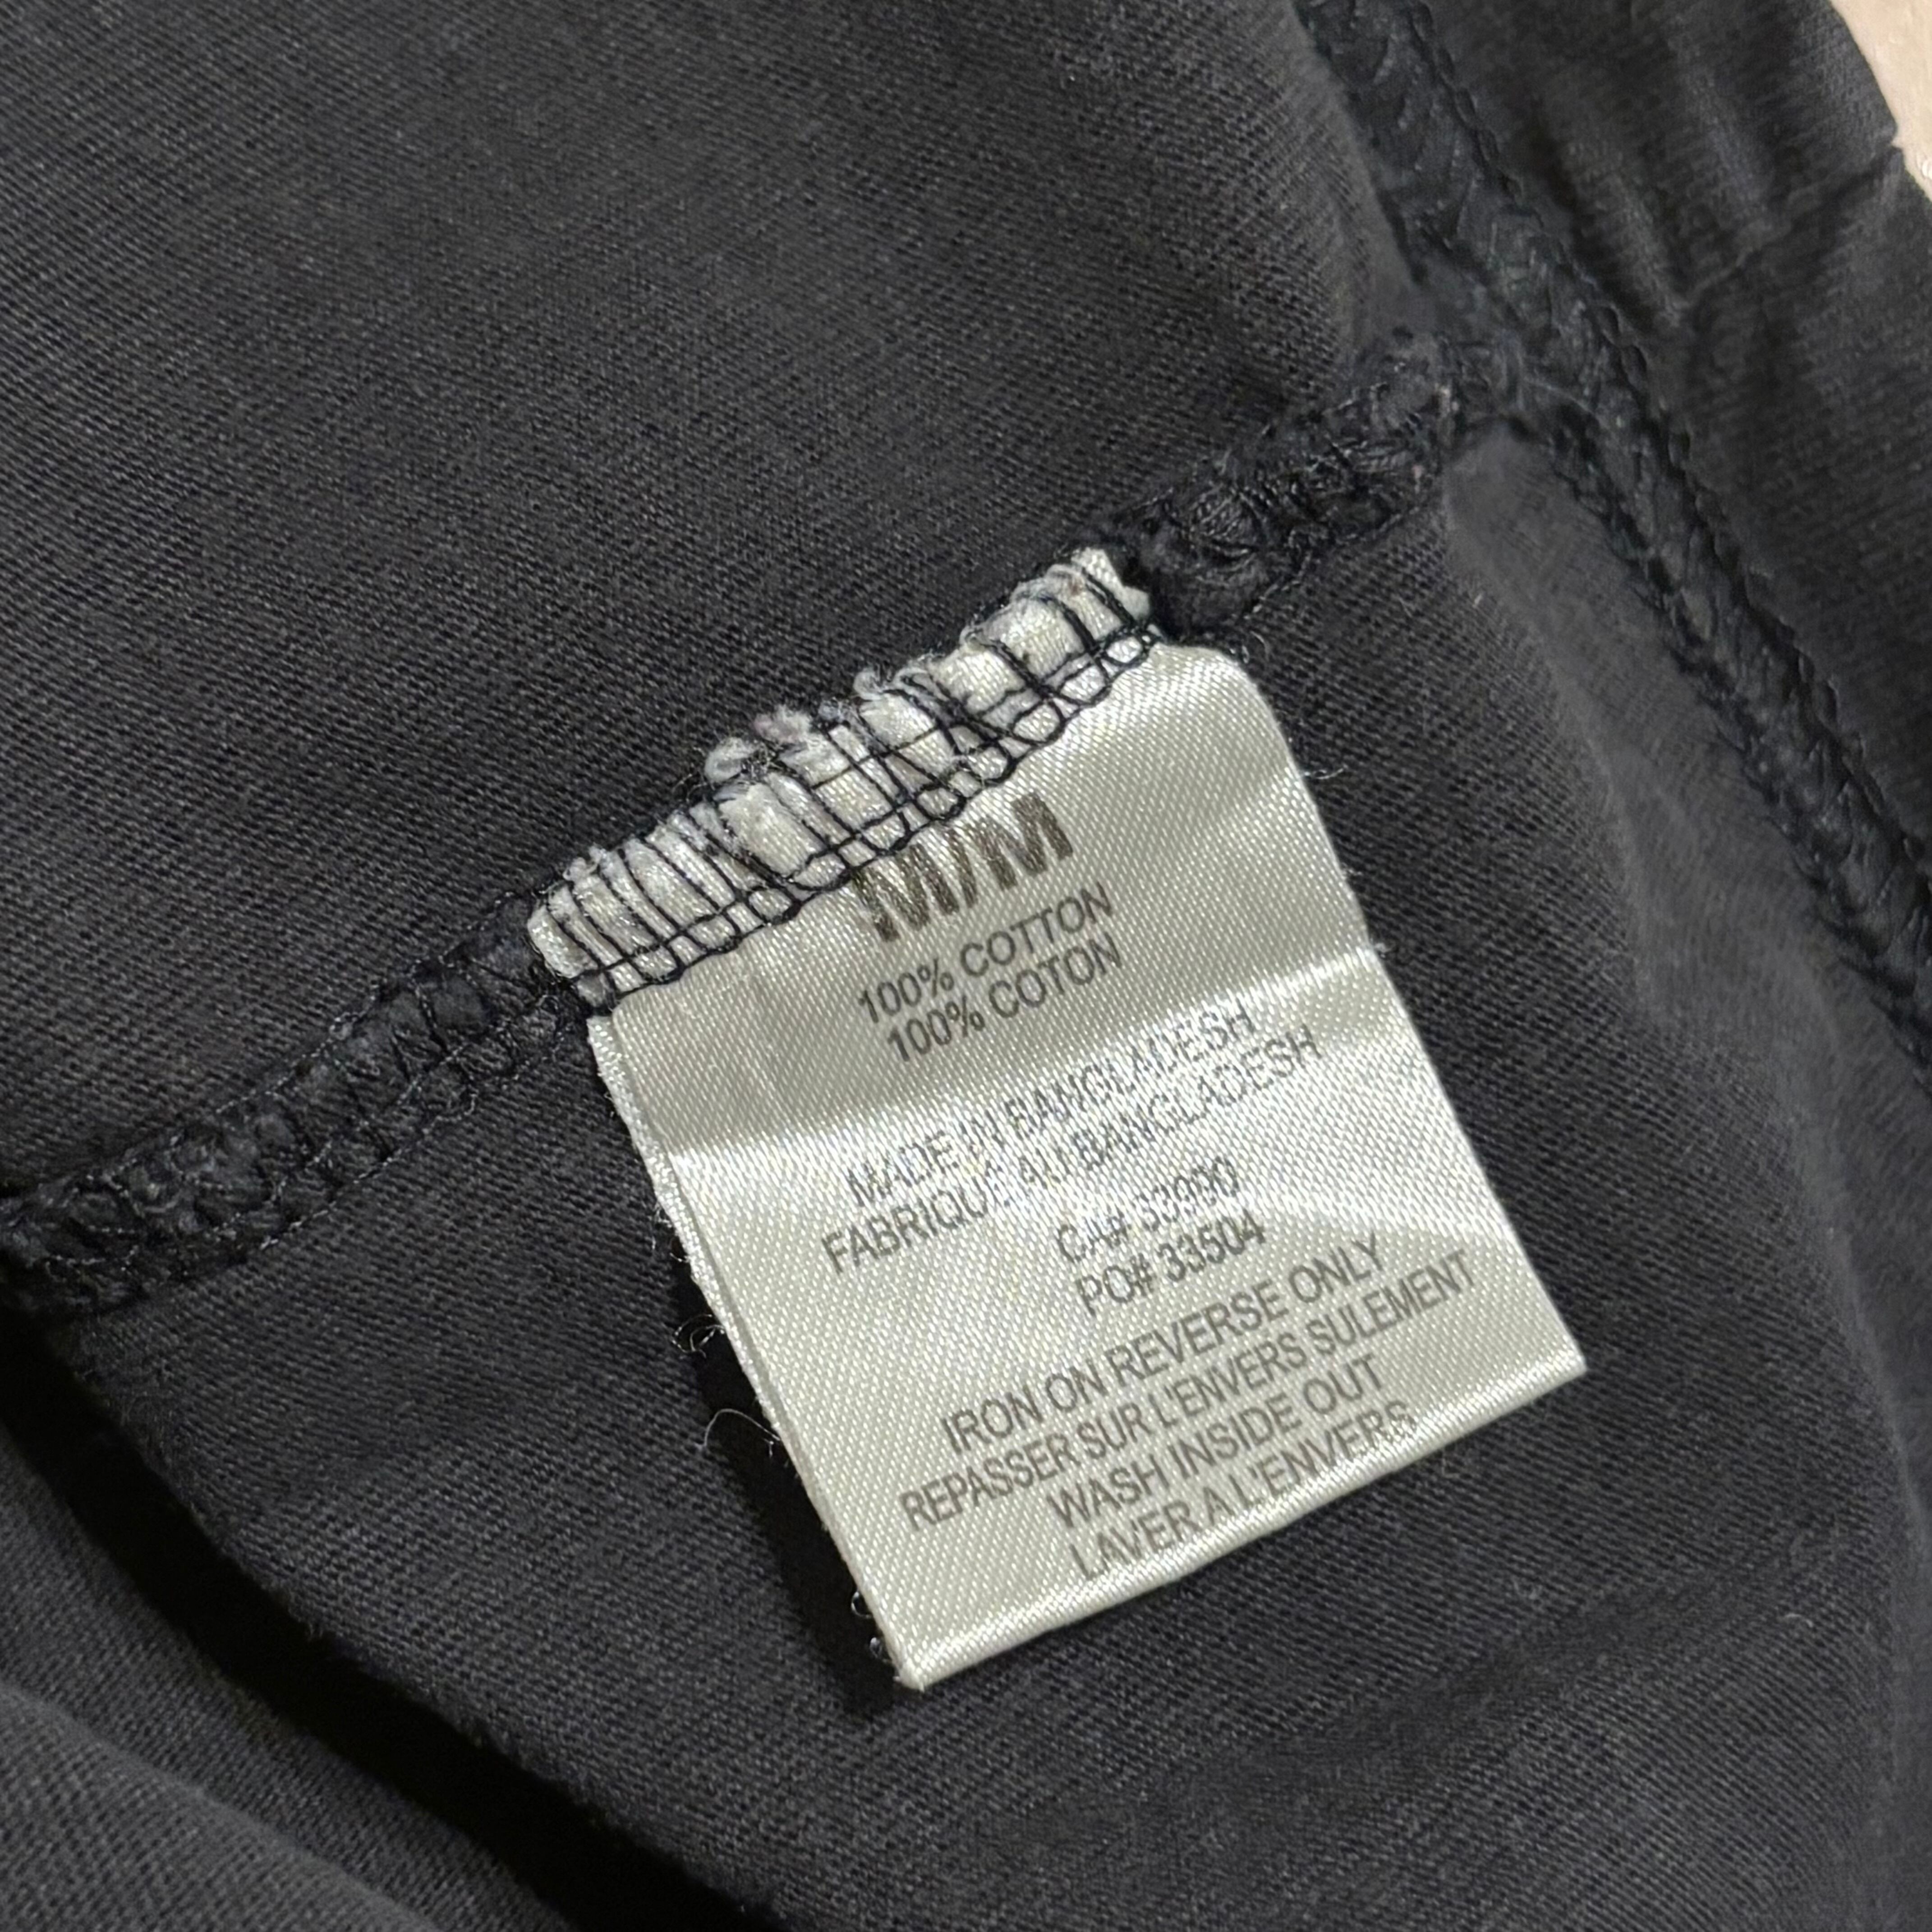 M/M
100% COTTON
100% COTON
MADE IN BANGLADESH
FABRIQUE AU BANGLADESH
CA# 33900
PO# 33504
IRON ON REVERSE ONLY
REPASSER SUR L'ENVERS SULEMENT
WASH INSIDE OUT
LAVER A L'ENVERS